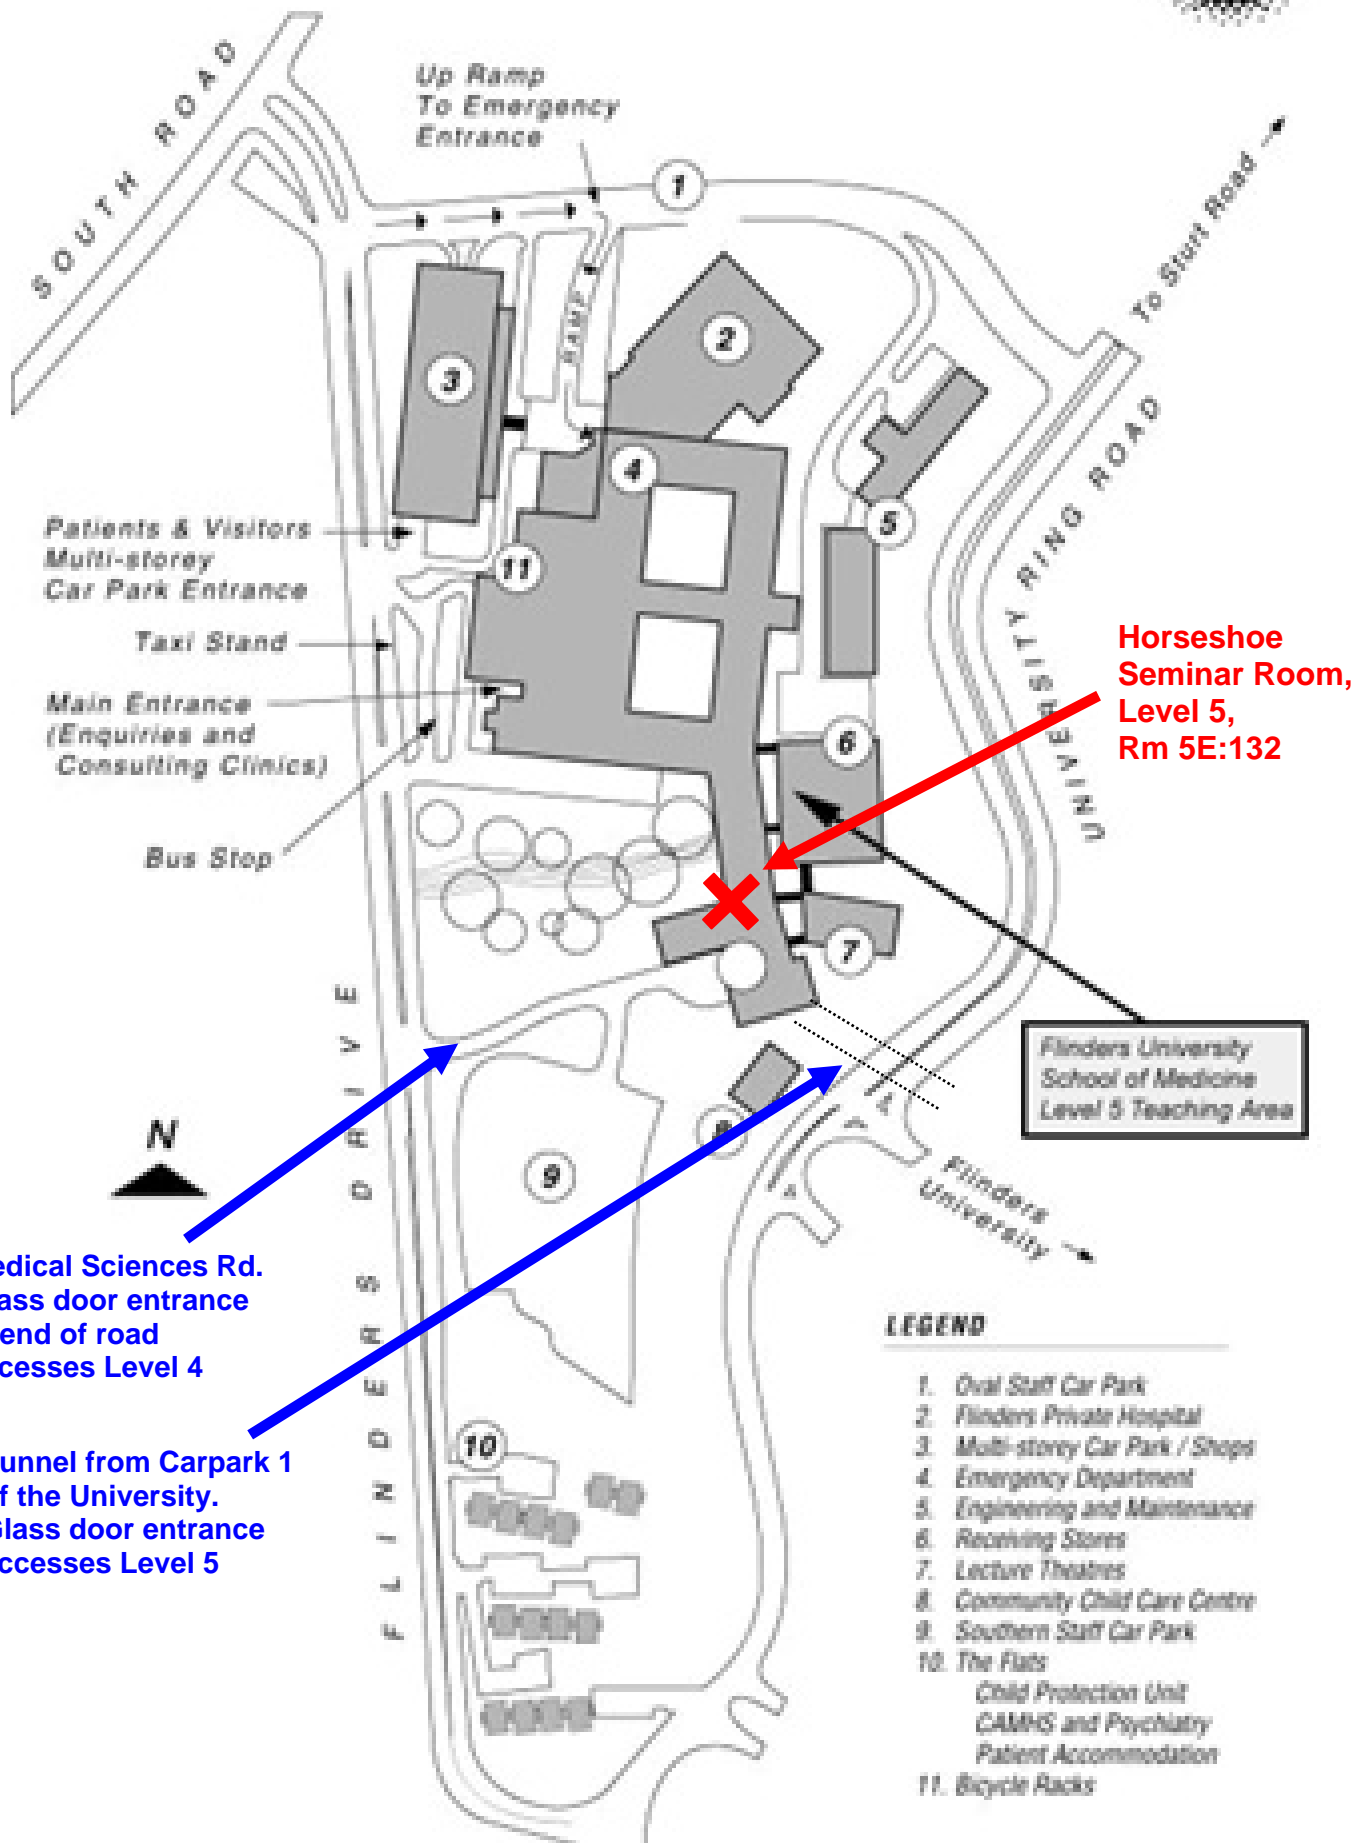 SOUTH ROAD
Up Ramp
To Emergency
Entrance
1
To Sturt Road
RAMP
2
3
4
5
Patients & Visitors
Multi-storey
Car Park Entrance
11
UNIVERSITY RING ROAD
Taxi Stand
Horseshoe
Seminar Room,
Level 5,
Rm 5E:132
Main Entrance
(Enquiries and
Consulting Clinics)
6
Bus Stop
7
Flinders University
School of Medicine
Level 5 Teaching Area
8
N
9
Flinders
University
FLINDERS DRIVE
edical Sciences Rd.
lass door entrance
end of road
ccesses Level 4
unnel from Carpark 1
f the University.
Glass door entrance
ccesses Level 5
10
LEGEND
1. Oval Staff Car Park
2. Flinders Private Hospital
3. Multi-storey Car Park / Shops
4. Emergency Department
5. Engineering and Maintenance
6. Receiving Stores
7. Lecture Theatres
8. Community Child Care Centre
9. Southern Staff Car Park
10. The Flats
Child Protection Unit
CAMHS and Psychiatry
Patient Accommodation
11. Bicycle Racks